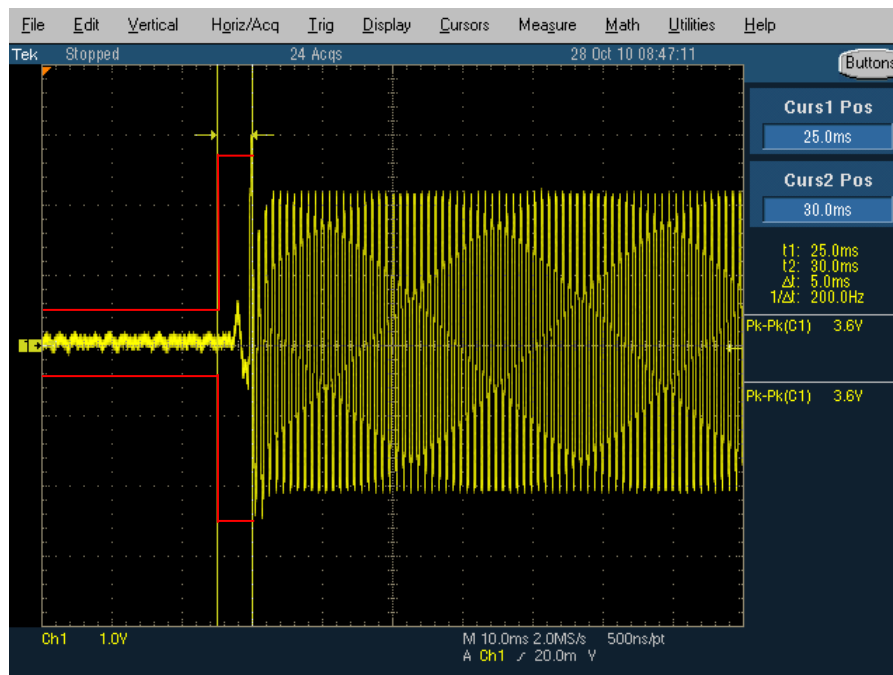 File Edit Vertical Horiz/Acq Trig Display Cursors Measure Math Utilities Help
Tek Stopped 24 Acqs 28 Oct 10 08:47:11
Buttons
Curs1 Pos
25.0ms
Curs2 Pos
30.0ms
t1: 25.0ms
t2: 30.0ms
Δt: 5.0ms
1/Δt: 200.0Hz
Pk-Pk(C1) 3.6V
Pk-Pk(C1) 3.6V
1
Ch1 1.0V M 10.0ms 2.0MS/s 500ns/pt
A Ch1 ∕ 20.0m V